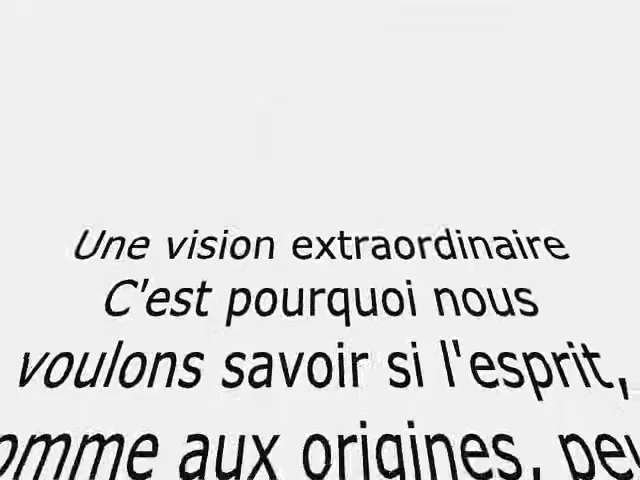 Une vision extraordinaire
C'est pourquoi nous
voulons savoir si l'esprit,
aux origines,